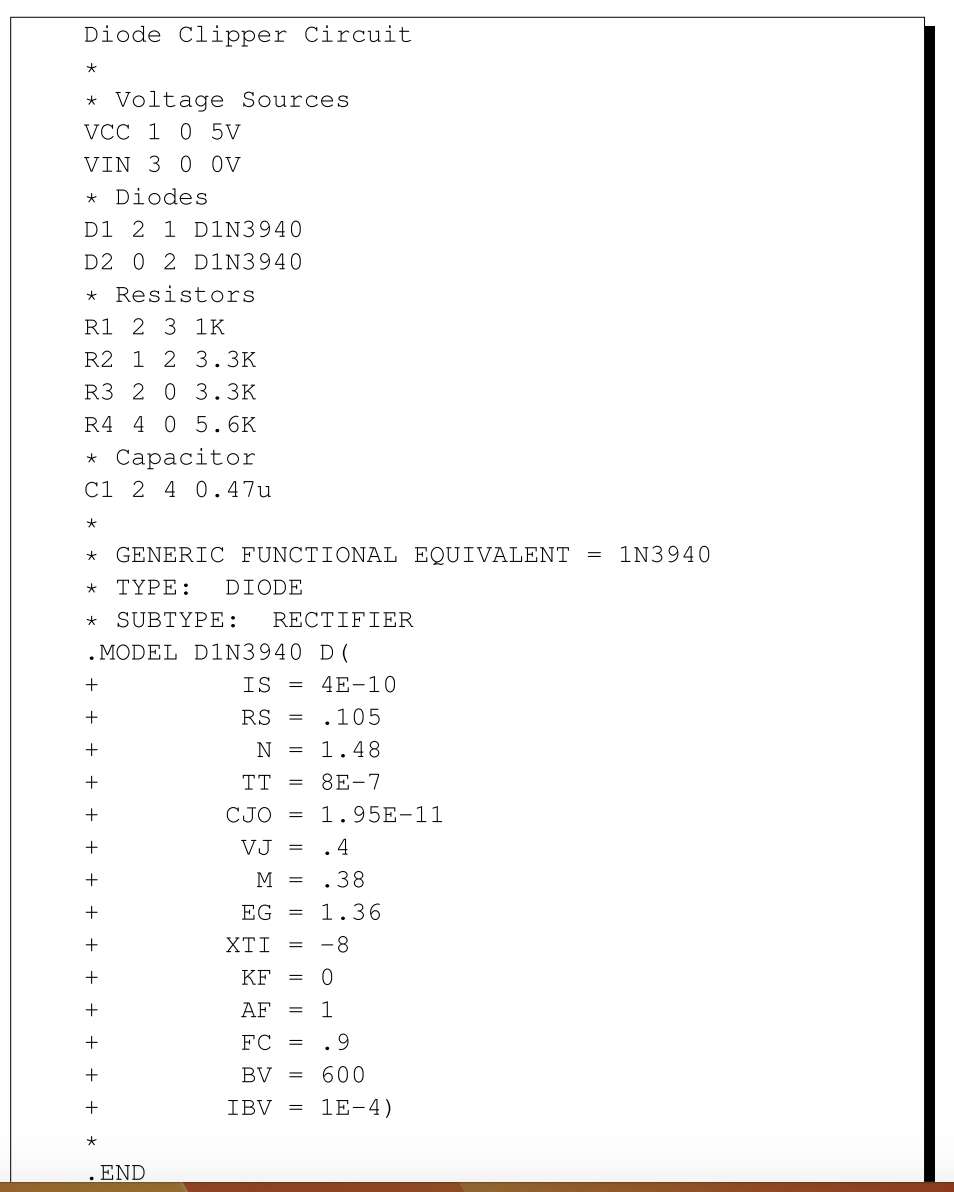 Diode Clipper Circuit
*
* Voltage Sources
VCC 1 0 5V
VIN 3 0 0V
* Diodes
D1 2 1 D1N3940
D2 0 2 D1N3940
* Resistors
R1 2 3 1K
R2 1 2 3.3K
R3 2 0 3.3K
R4 4 0 5.6K
* Capacitor
C1 2 4 0.47u
*
* GENERIC FUNCTIONAL EQUIVALENT = 1N3940
* TYPE: DIODE
* SUBTYPE: RECTIFIER
.MODEL D1N3940 D(
+ IS = 4E-10
+ RS = .105
+ N = 1.48
+ TT = 8E-7
+ CJO = 1.95E-11
+ VJ = .4
+ M = .38
+ EG = 1.36
+ XTI = -8
+ KF = 0
+ AF = 1
+ FC = .9
+ BV = 600
+ IBV = 1E-4)
*
.END